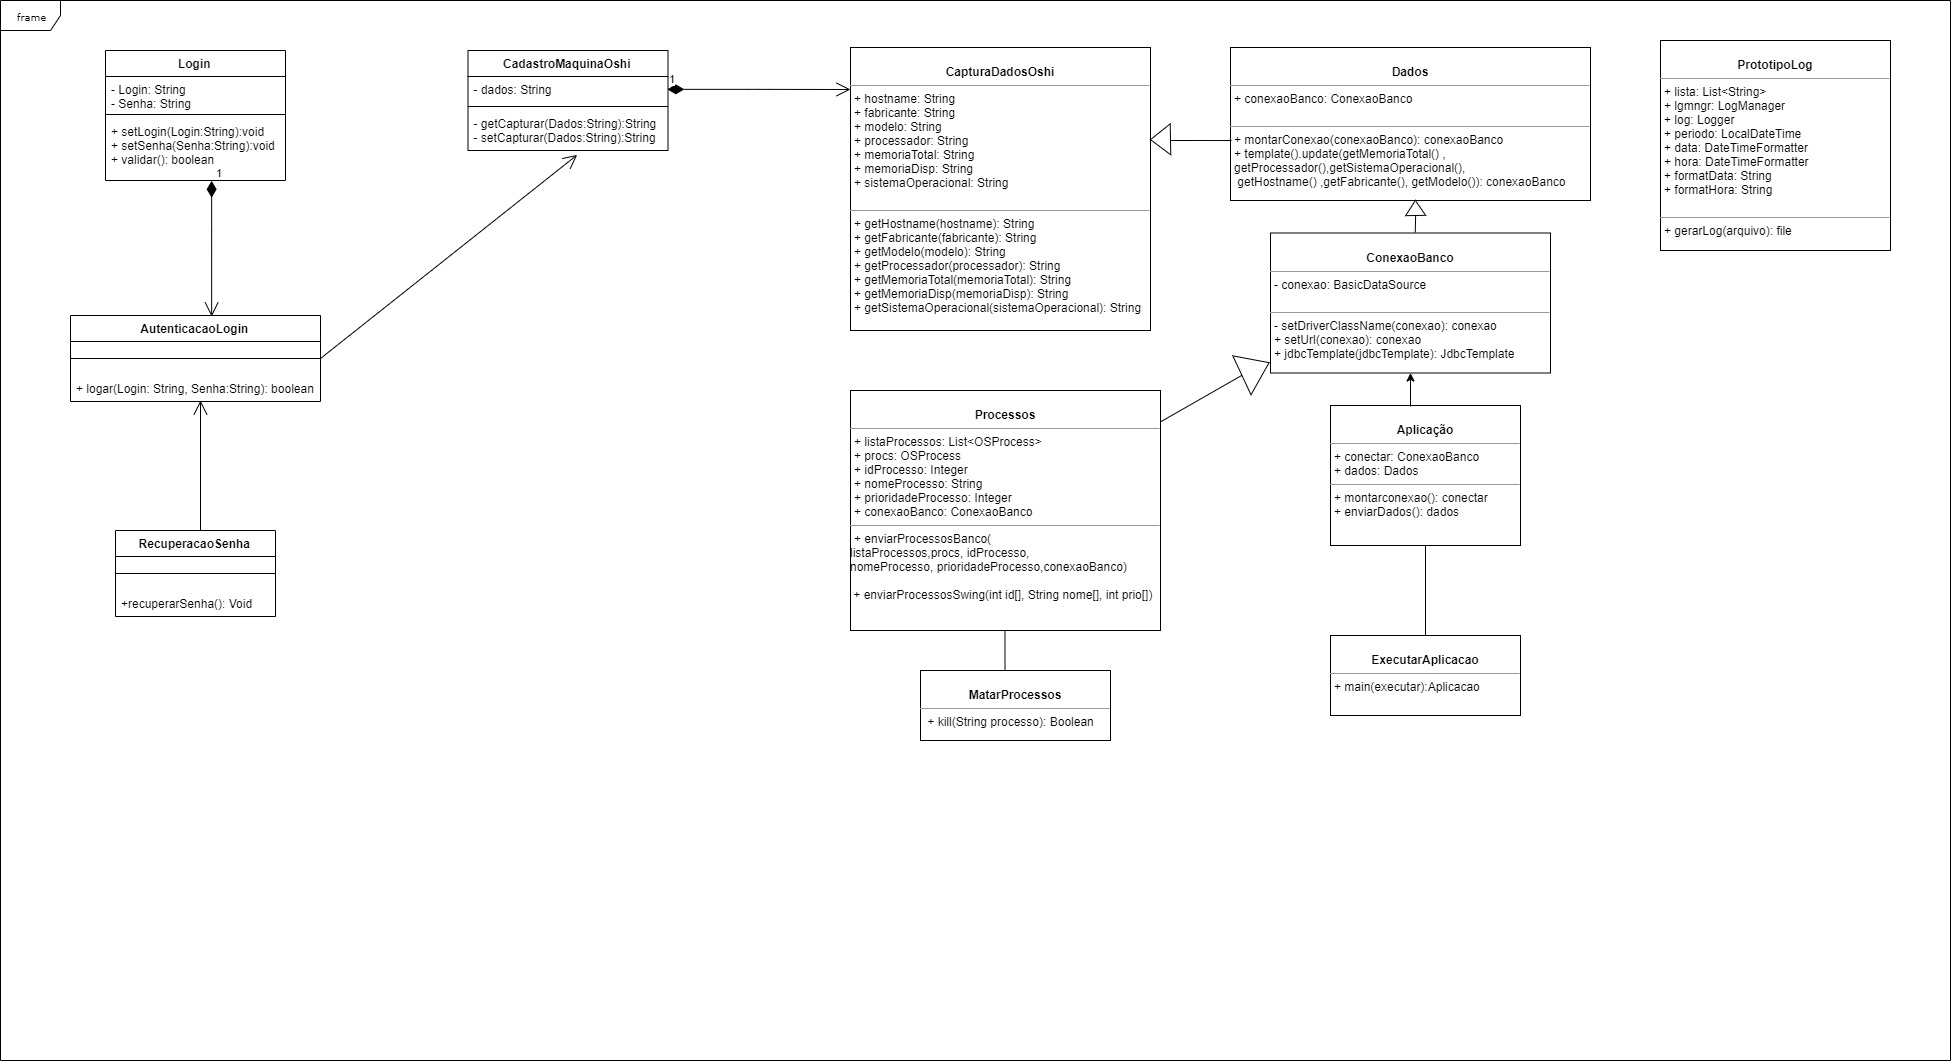 frame
Login
- Login: String
- Senha: String
+ setLogin(Login:String):void
+ setSenha(Senha:String):void
+ validar(): boolean
1
AutenticacaoLogin
+ logar(Login: String, Senha:String): boolean
RecuperacaoSenha
+recuperarSenha(): Void
CadastroMaquinaOshi
- dados: String
- getCapturar(Dados:String):String
- setCapturar(Dados:String):String
1
CapturaDadosOshi
+ hostname: String
+ fabricante: String
+ modelo: String
+ processador: String
+ memoriaTotal: String
+ memoriaDisp: String
+ sistemaOperacional: String
+ getHostname(hostname): String
+ getFabricante(fabricante): String
+ getModelo(modelo): String
+ getProcessador(processador): String
+ getMemoriaTotal(memoriaTotal): String
+ getMemoriaDisp(memoriaDisp): String
+ getSistemaOperacional(sistemaOperacional): String
Dados
+ conexaoBanco: ConexaoBanco
+ montarConexao(conexaoBanco): conexaoBanco
+ template().update(getMemoriaTotal() ,
getProcessador(),getSistemaOperacional(),
getHostname() ,getFabricante(), getModelo()): conexaoBanco
ConexaoBanco
- conexao: BasicDataSource
- setDriverClassName(conexao): conexao
+ setUrl(conexao): conexao
+ jdbcTemplate(jdbcTemplate): JdbcTemplate
Processos
+ listaProcessos: List<OSProcess>
+ procs: OSProcess
+ idProcesso: Integer
+ nomeProcesso: String
+ prioridadeProcesso: Integer
+ conexaoBanco: ConexaoBanco
+ enviarProcessosBanco(
listaProcessos,procs, idProcesso,
nomeProcesso, prioridadeProcesso,conexaoBanco)
+ enviarProcessosSwing(int id[], String nome[], int prio[])
MatarProcessos
+ kill(String processo): Boolean
Aplicação
+ conectar: ConexaoBanco
+ dados: Dados
+ montarconexao(): conectar
+ enviarDados(): dados
ExecutarAplicacao
+ main(executar):Aplicacao
PrototipoLog
+ lista: List<String>
+ lgmngr: LogManager
+ log: Logger
+ periodo: LocalDateTime
+ data: DateTimeFormatter
+ hora: DateTimeFormatter
+ formatData: String
+ formatHora: String
+ gerarLog(arquivo): file